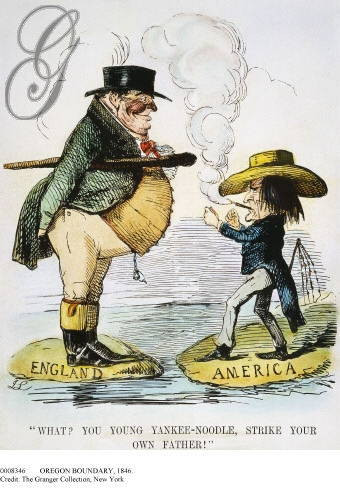 G
ENGLAND
AMERICA
"WHAT? YOU YOUNG YANKEE-NOODLE, STRIKE YOUR
OWN FATHER!"
0008346 OREGON BOUNDARY, 1846.
Credit: The Granger Collection, New York